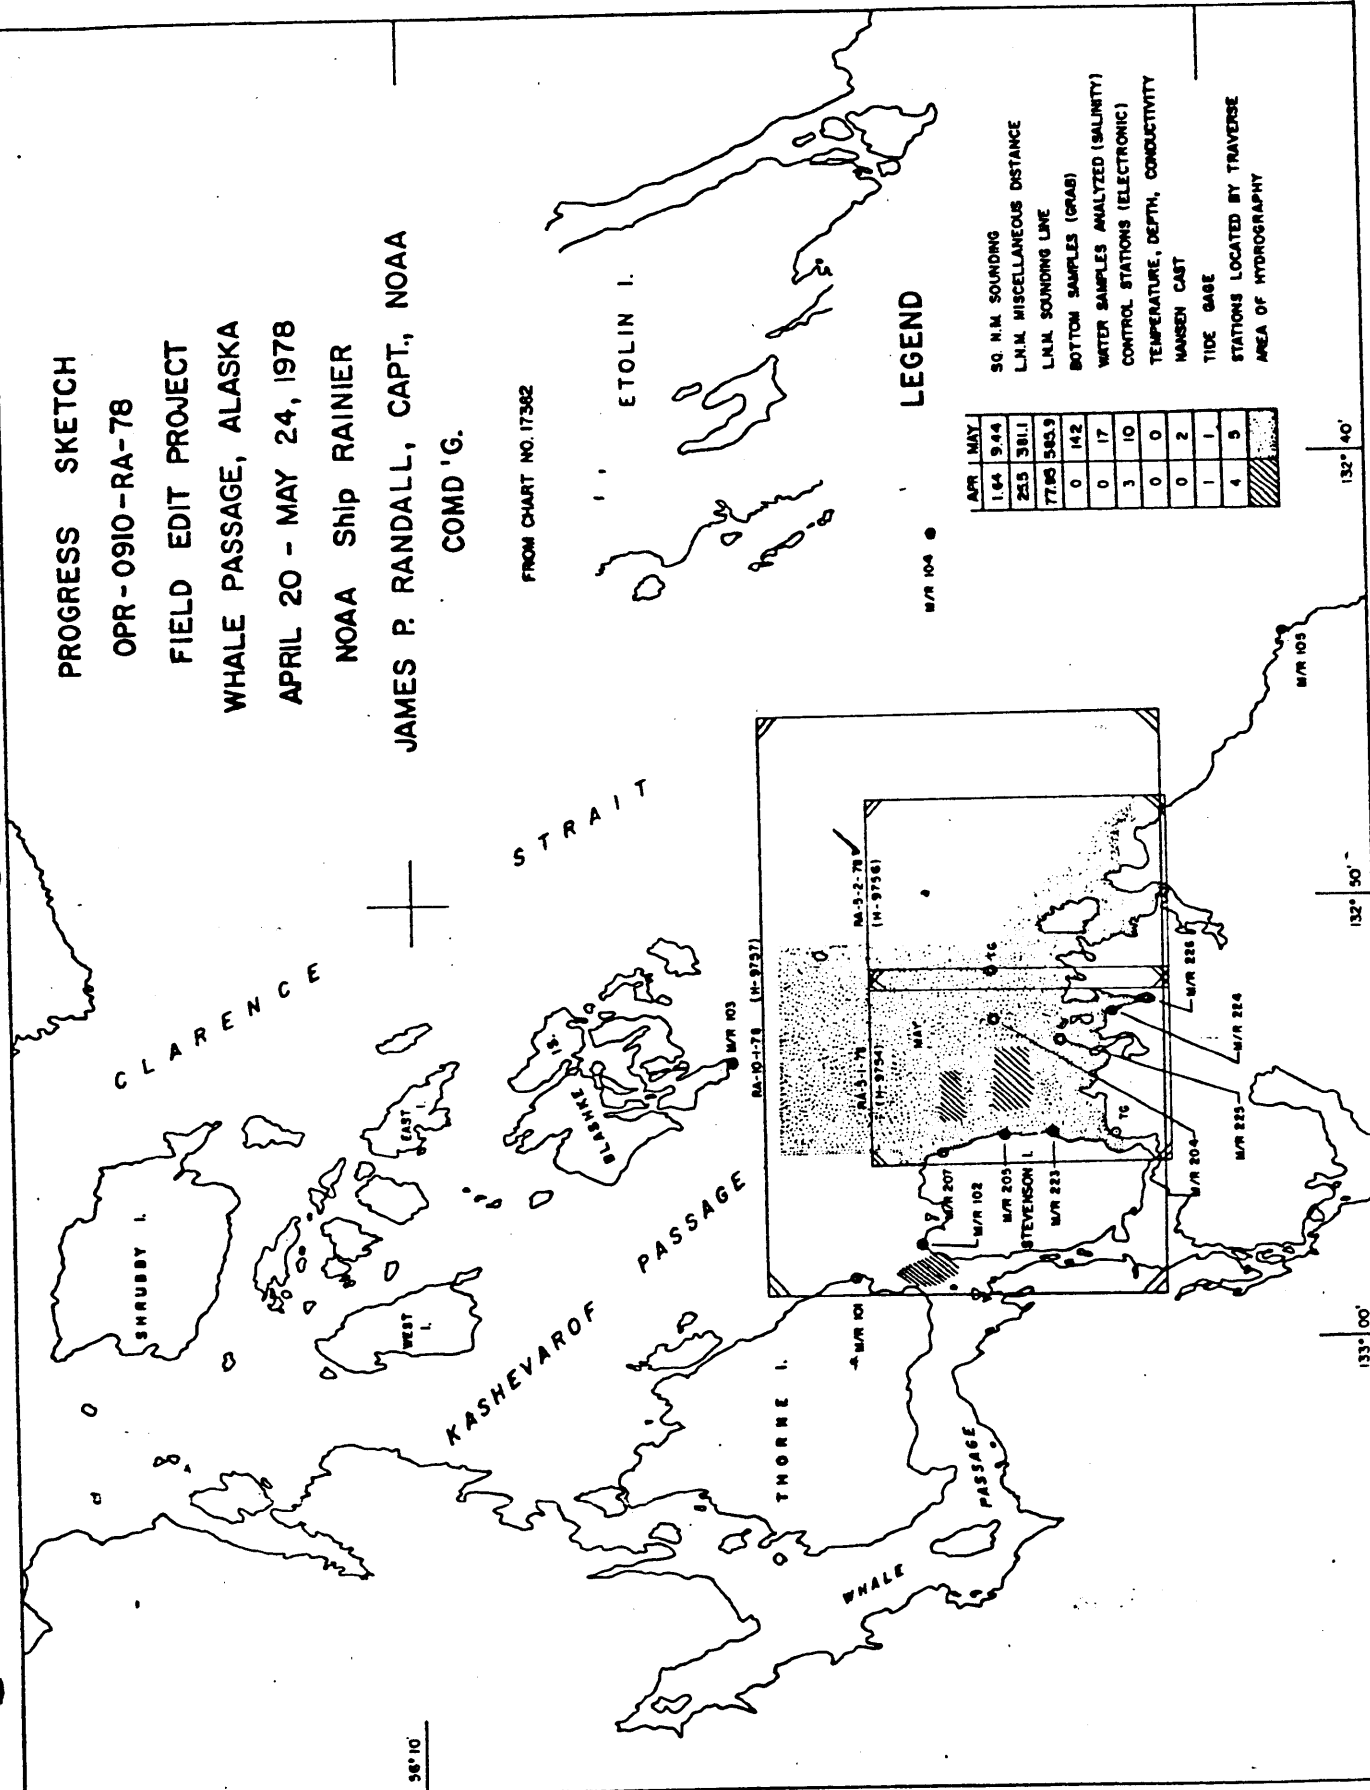 PROGRESS SKETCH
OPR-0910-RA-78
FIELD EDIT PROJECT
WHALE PASSAGE, ALASKA
APRIL 20 - MAY 24, 1978
NOAA Ship RAINIER
JAMES P. RANDALL, CAPT., NOAA
COMD'G.
FROM CHART NO. 17382
CLARENCE
STRAIT
ETOLIN I.
SHRUBBY I.
EAST I.
WEST I.
BLASHKE IS.
KASHEVAROF
PASSAGE
THORNE I.
WHALE
PASSAGE
STEVENSON I.
LEGEND
APR MAY
1.64 9.44 SQ. N.M. SOUNDING
25.5 381.1 L.N.M. MISCELLANEOUS DISTANCE
77.85 585.9 L.N.M. SOUNDING LINE
0 142 BOTTOM SAMPLES (GRAB)
0 17 WATER SAMPLES ANALYZED (SALINITY)
3 10 CONTROL STATIONS (ELECTRONIC)
0 0 TEMPERATURE, DEPTH, CONDUCTIVITY
0 2 NANSEN CAST
1 1 TIDE GAGE
4 5 STATIONS LOCATED BY TRAVERSE
AREA OF HYDROGRAPHY
RA-10-1-78 (H-9757)
RA-5-1-78
(H-9754)
RA-5-2-78
(H-9756)
MAY
TG
TG
M/R 101
M/R 102
M/R 103
M/R 104
M/R 105
M/R 207
M/R 205
M/R 223
M/R 204
M/R 225
M/R 224
M/R 226
56° 10'
133° 00'
132° 50'
132° 40'